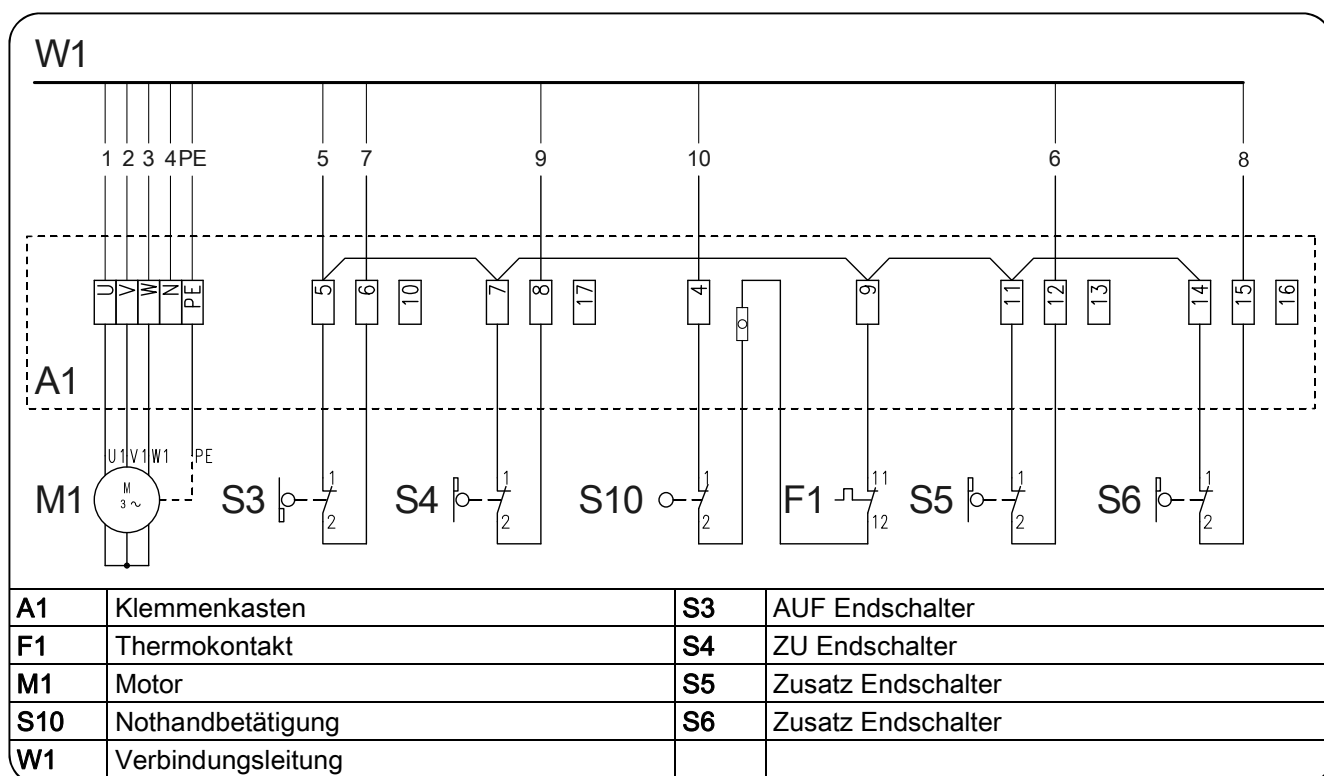 W1
1 2 3 4 PE 5 7 9 10 6 8
U V W N PE 5 6 10 7 8 17 4 9 11 12 13 14 15 16
A1
U1 V1 W1 PE 1 1 1 11 1 1
M1 M 3 ~ S3 S4 S10 F1 S5 S6
2 2 2 12 2 2
A1 Klemmenkasten S3 AUF Endschalter
F1 Thermokontakt S4 ZU Endschalter
M1 Motor S5 Zusatz Endschalter
S10 Nothandbetätigung S6 Zusatz Endschalter
W1 Verbindungsleitung